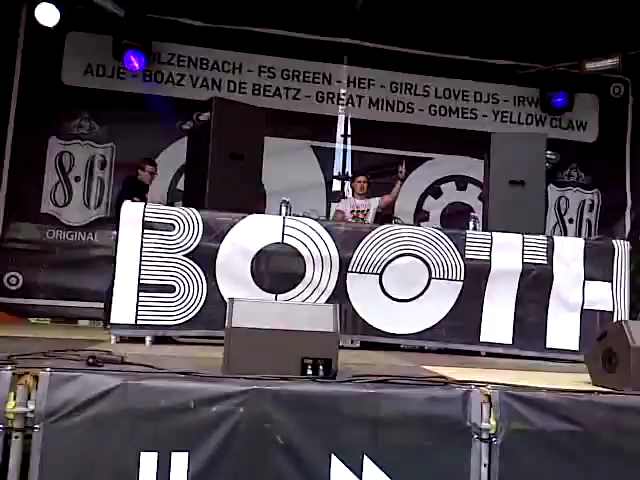 OLZENBACH - FS GREEN - HEF - GIRLS LOVE DJS - IRW
ADJE - BOAZ VAN DE BEATZ - GREAT MINDS - GOMES - YELLOW CLAW
8·6
ORIGINAL
8·6
BOOTH